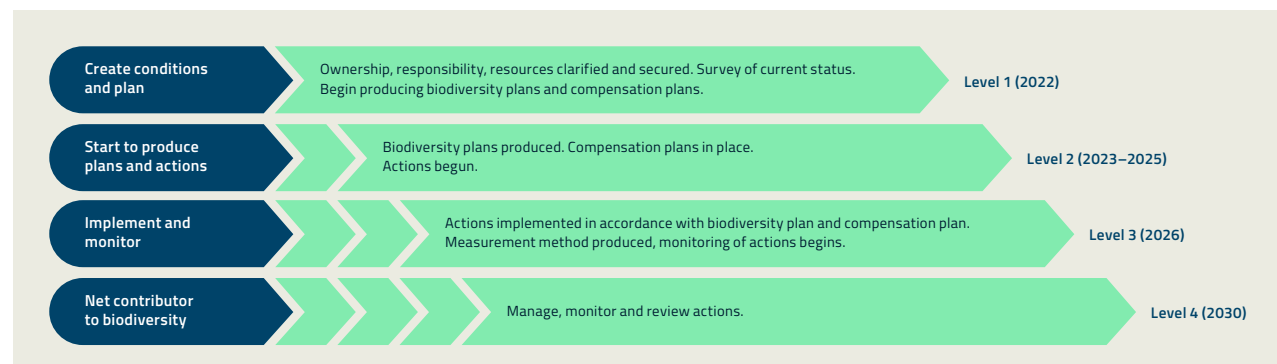 Create conditions
and plan
Ownership, responsibility, resources clarified and secured. Survey of current status.
Begin producing biodiversity plans and compensation plans.
Level 1 (2022)
Start to produce
plans and actions
Biodiversity plans produced. Compensation plans in place.
Actions begun.
Level 2 (2023–2025)
Implement and
monitor
Actions implemented in accordance with biodiversity plan and compensation plan.
Measurement method produced, monitoring of actions begins.
Level 3 (2026)
Net contributor
to biodiversity
Manage, monitor and review actions.
Level 4 (2030)